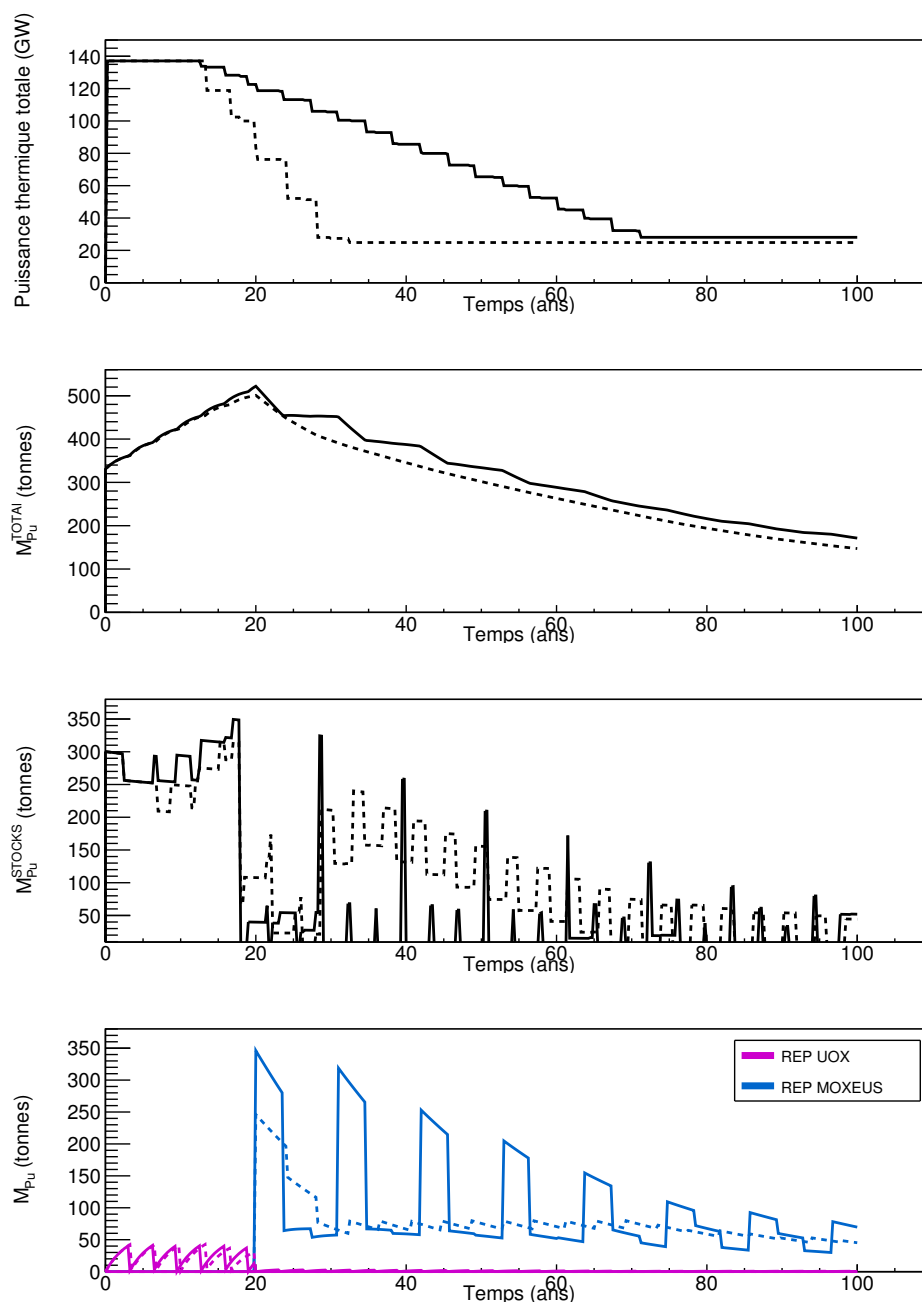 Puissance thermique totale (GW)
140
120
100
80
60
40
20
0
0 20 40 60 80 100
Temps (ans)
M_Pu^TOTAl (tonnes)
500
400
300
200
100
0
0 20 40 60 80 100
Temps (ans)
M_Pu^STOCKS (tonnes)
350
300
250
200
150
100
50
0 20 40 60 80 100
Temps (ans)
M_Pu (tonnes)
350
300
250
200
150
100
50
0
REP UOX
REP MOXEUS
0 20 40 60 80 100
Temps (ans)